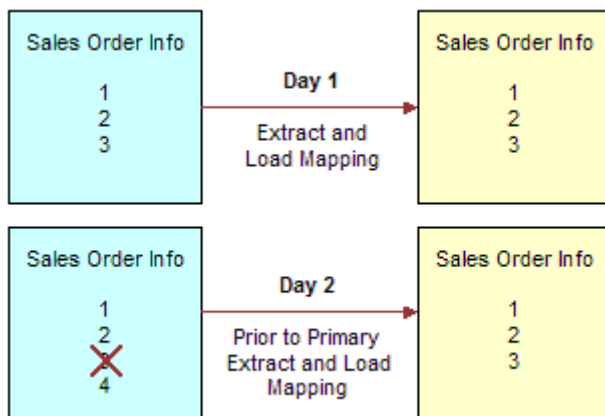 Sales Order Info
1
2
3
Day 1
Extract and
Load Mapping
Sales Order Info
1
2
3
Sales Order Info
1
2
3
4
Day 2
Prior to Primary
Extract and Load
Mapping
Sales Order Info
1
2
3